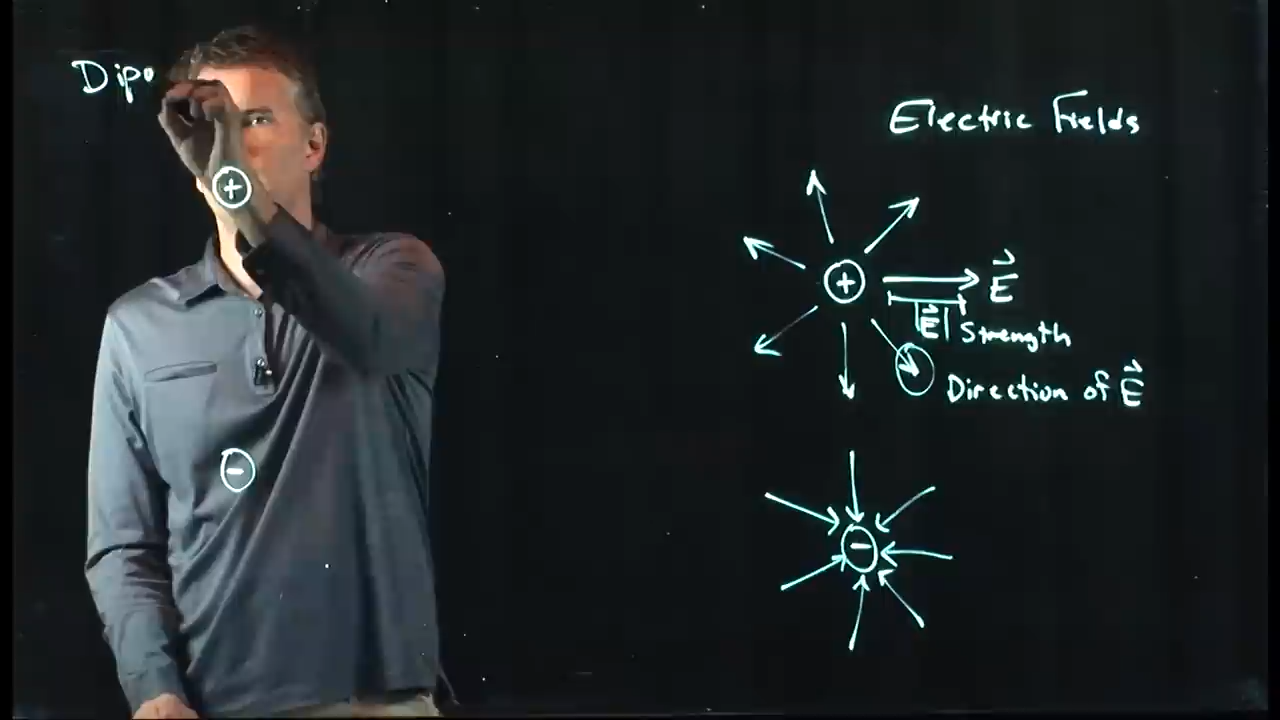 Dipo
+
-
Electric Fields
+
E⃗
|E⃗| Strength
Direction of E⃗
-